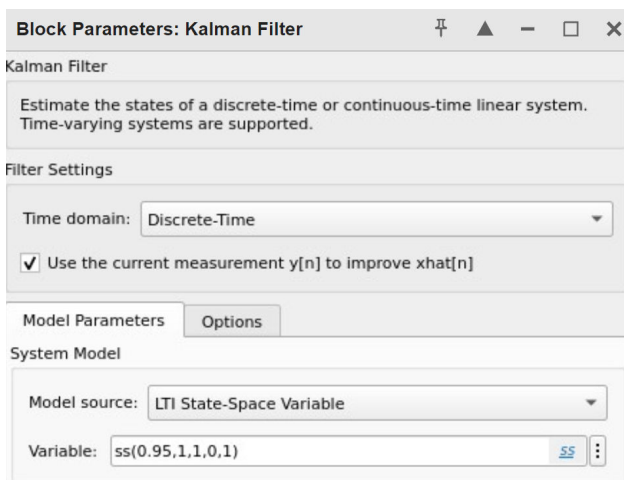 Block Parameters: Kalman Filter
Kalman Filter
Estimate the states of a discrete-time or continuous-time linear system.
Time-varying systems are supported.
Filter Settings
Time domain: Discrete-Time
Use the current measurement y[n] to improve xhat[n]
Model Parameters Options
System Model
Model source: LTI State-Space Variable
Variable: ss(0.95,1,1,0,1) ss